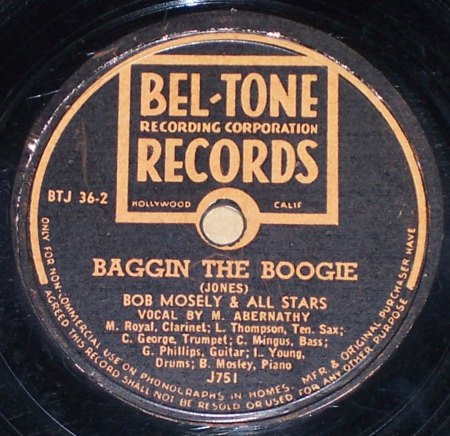 BEL-TONE
RECORDING CORPORATION
RECORDS
HOLLYWOOD CALIF
BTJ 36-2
BAGGIN THE BOOGIE
(JONES)
BOB MOSELY & ALL STARS
VOCAL BY M. ABERNATHY
M. Royal, Clarinet; L. Thompson, Ten. Sax;
C. George, Trumpet; C. Mingus, Bass;
G. Phillips, Guitar; L. Young,
Drums; B. Mosley, Piano
J751
ONLY FOR NON-COMMERCIAL USE ON PHONOGRAPHS IN HOMES. MFR. & ORIGINAL PURCHASER HAVE
AGREED THIS RECORD SHALL NOT BE RESOLD OR USED FOR ANY OTHER PURPOSE